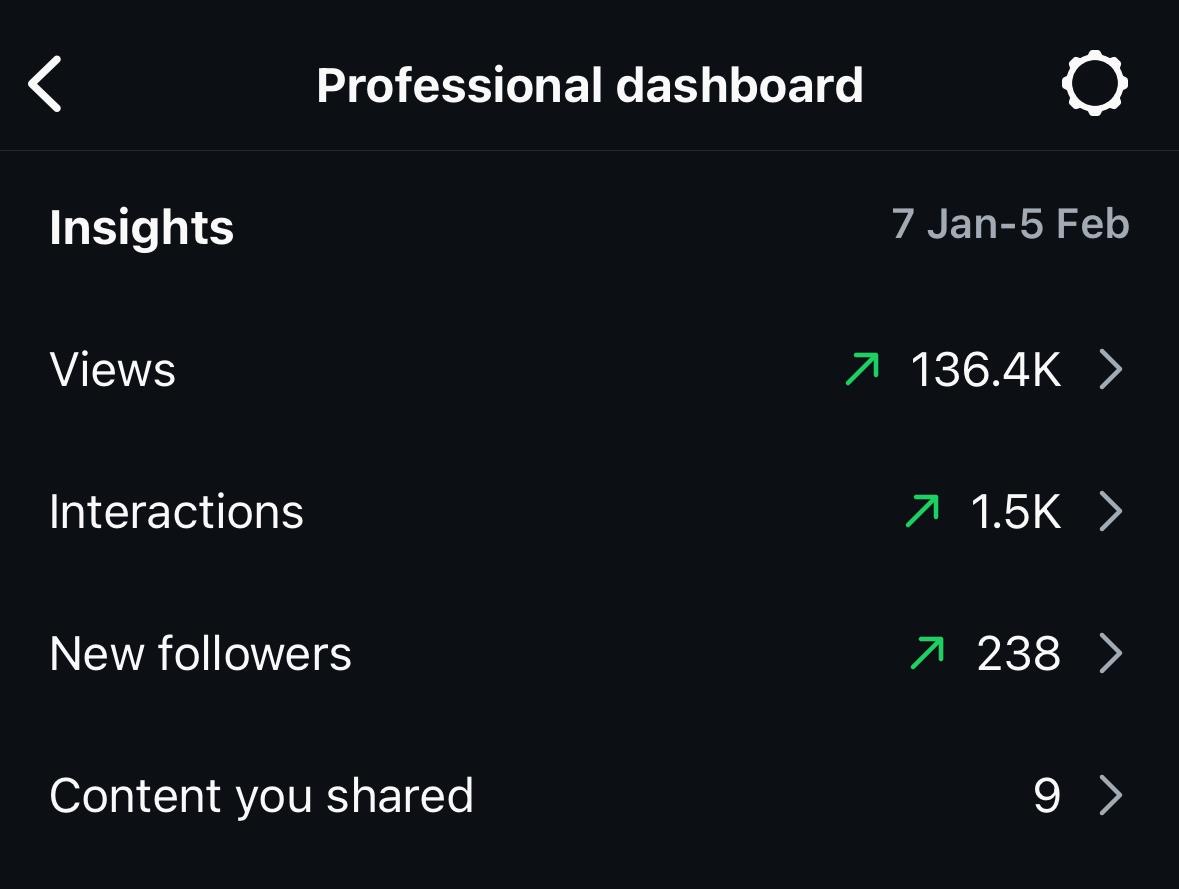 Professional dashboard
Insights 7 Jan-5 Feb
Views 136.4K
Interactions 1.5K
New followers 238
Content you shared 9